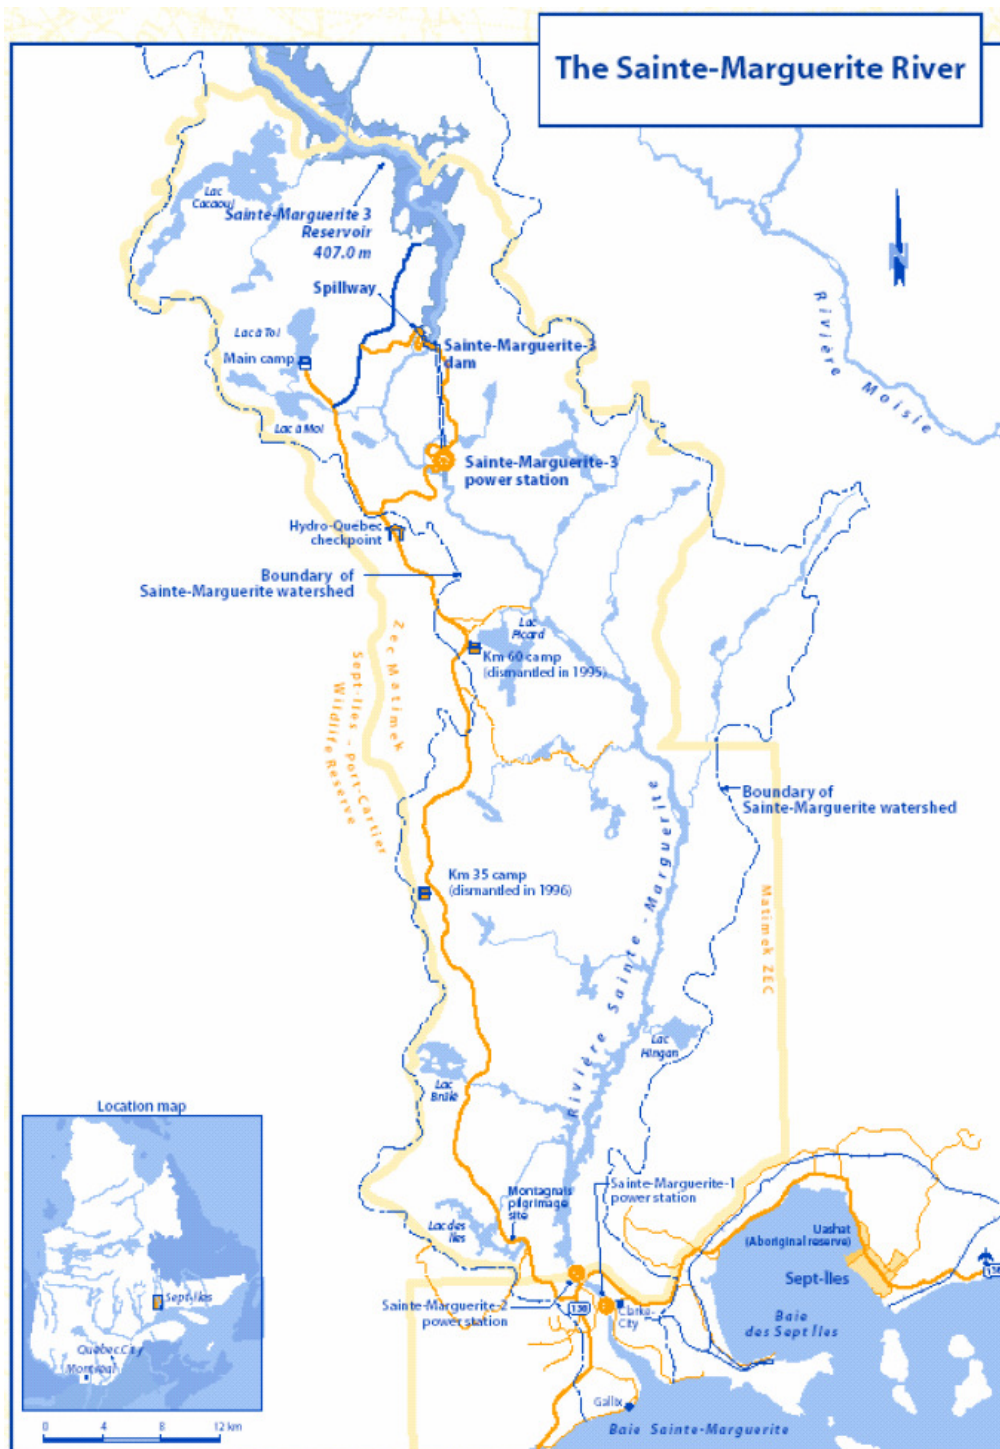 The Sainte-Marguerite River
Lac
Cacaoui
Sainte-Marguerite 3
Reservoir
407.0 m
N
Spillway
Rivière Moisie
Lac à Toi
Sainte-Marguerite-3
dam
Main camp
Lac à Moi
Sainte-Marguerite-3
power station
Hydro-Québec
checkpoint
Boundary of
Sainte-Marguerite watershed
Lac
Picard
Zec Matimek
Sept-Iles - Port-Cartier
Wildlife Reserve
Km 60 camp
(dismantled in 1995)
Boundary of
Sainte-Marguerite watershed
Rivière Sainte - Marguerite
Km 35 camp
(dismantled in 1996)
Matimek ZEC
Lac
Hingan
Lac
Brûlé
Location map
Sept-Iles
Québec City
Montréal
0 4 8 12 km
Montagnais
pilgrimage
site
Sainte-Marguerite-1
power station
Lac des
Iles
Uashat
(Aboriginal reserve)
Sept-Îles
138
Sainte-Marguerite-2
power station
138
Clarke-
City
Baie
des Sept Îles
Gallix
Baie Sainte-Marguerite